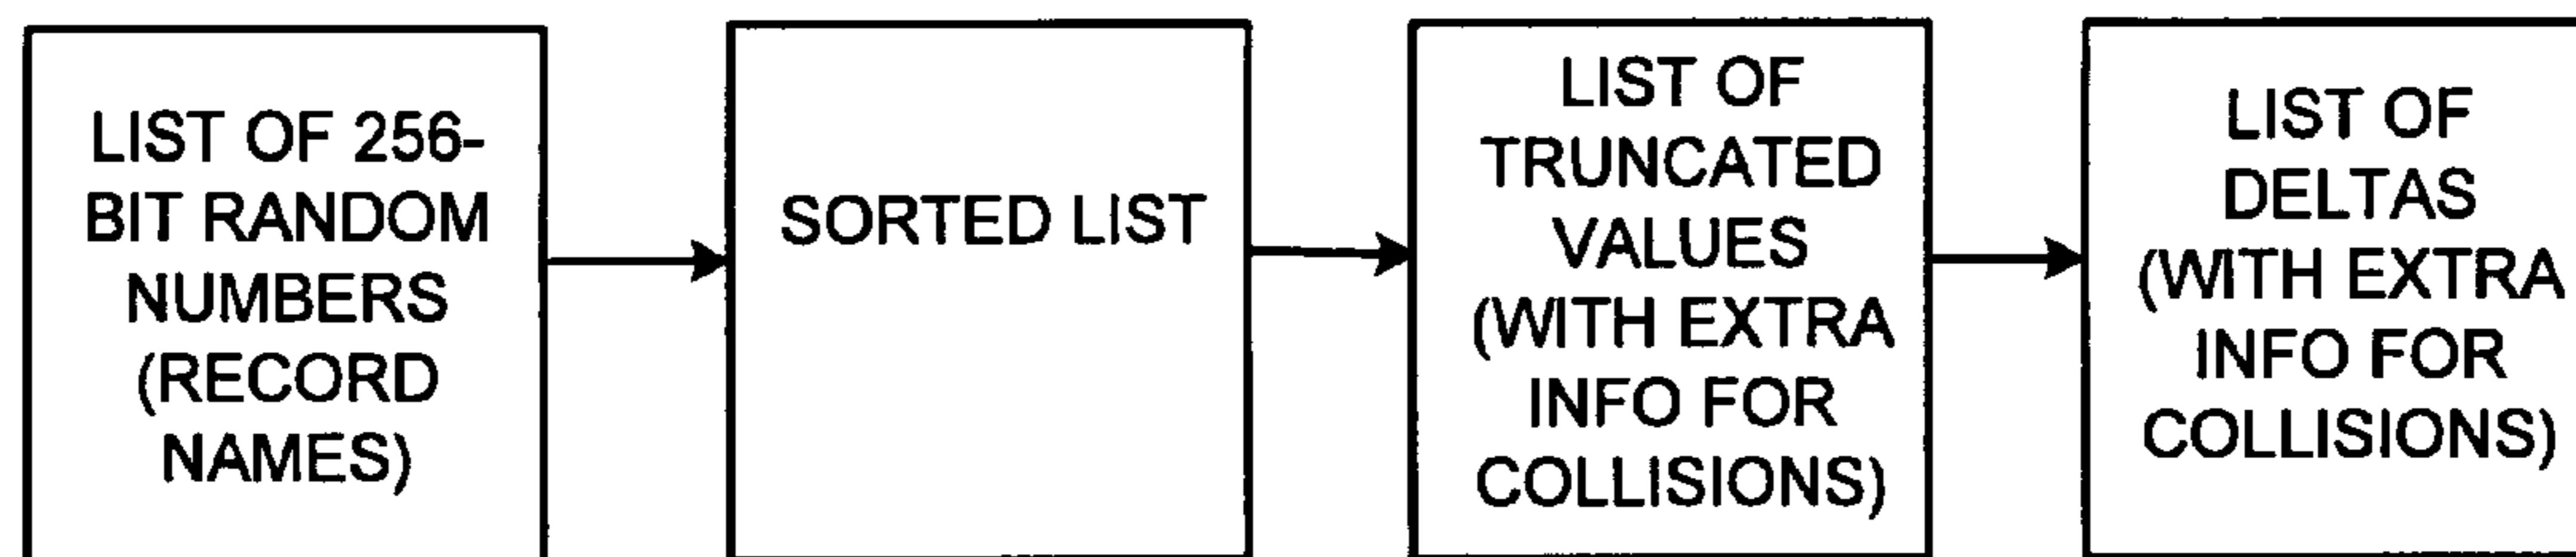 LIST OF 256-
BIT RANDOM
NUMBERS
(RECORD
NAMES)
SORTED LIST
LIST OF
TRUNCATED
VALUES
(WITH EXTRA
INFO FOR
COLLISIONS)
LIST OF
DELTAS
(WITH EXTRA
INFO FOR
COLLISIONS)